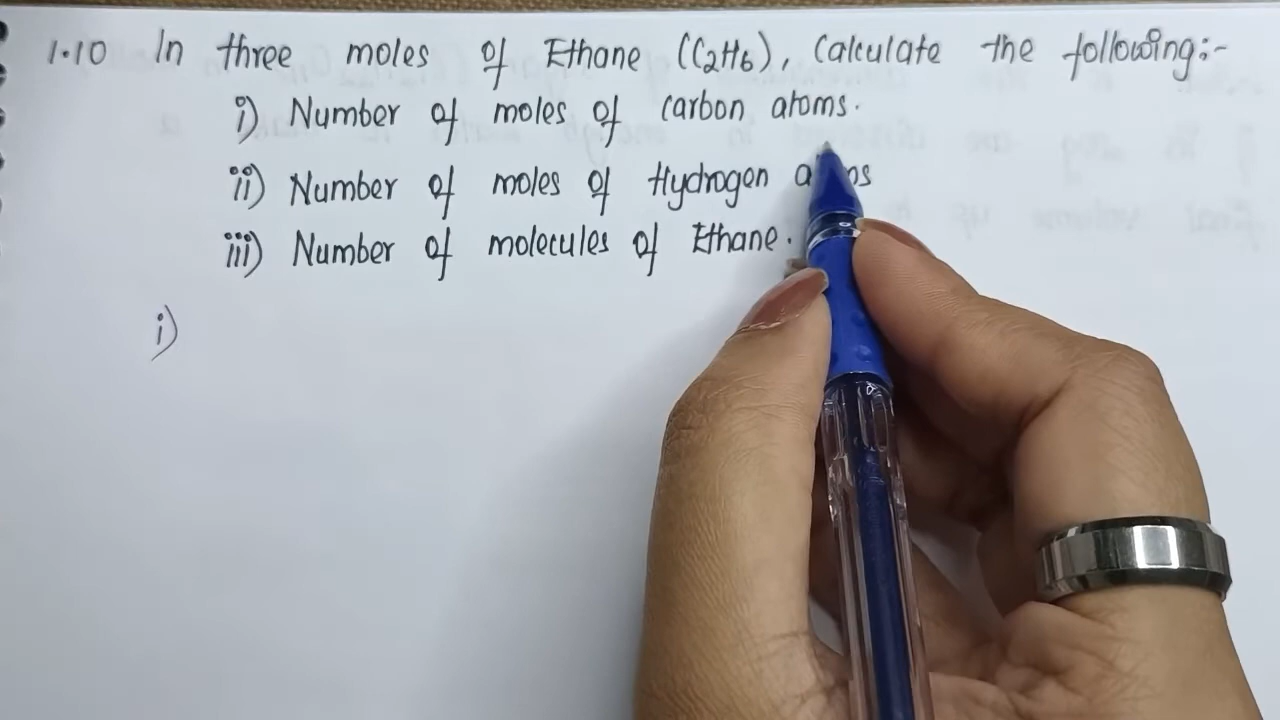 1.10 In three moles of Ethane (C₂H₆), Calculate the following:-
i) Number of moles of carbon atoms.
ii) Number of moles of Hydrogen
iii) Number of molecules of Ethane.
i)